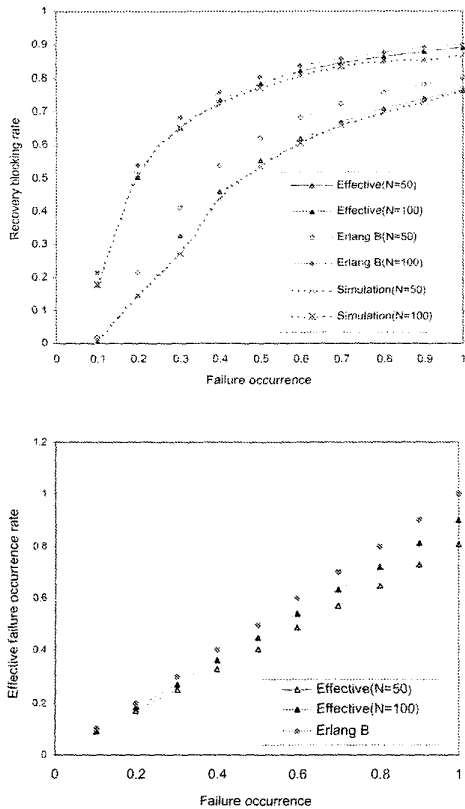 1
0.9
0.8
0.7
0.6
0.5
0.4
0.3
0.2
0.1
0
Recovery blocking rate
Effective(N=50)
Effective(N=100)
Erlang B(N=50)
Erlang B(N=100)
Simulation(N=50)
Simulation(N=100)
0 0.1 0.2 0.3 0.4 0.5 0.6 0.7 0.8 0.9 1
Failure occurrence
1.2
1
0.8
0.6
0.4
0.2
0
Effective failure occurrence rate
Effective(N=50)
Effective(N=100)
Erlang B
0 0.2 0.4 0.6 0.8 1
Failure occurrence